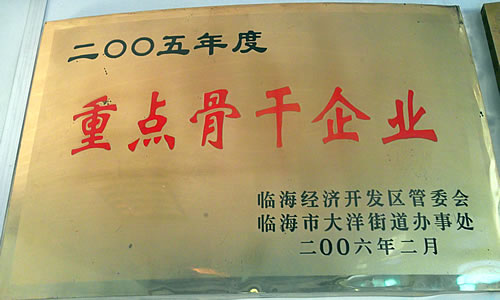 二〇〇五年度
重点骨干企业
临海经济开发区管委会
临海市大洋街道办事处
二〇〇六年二月